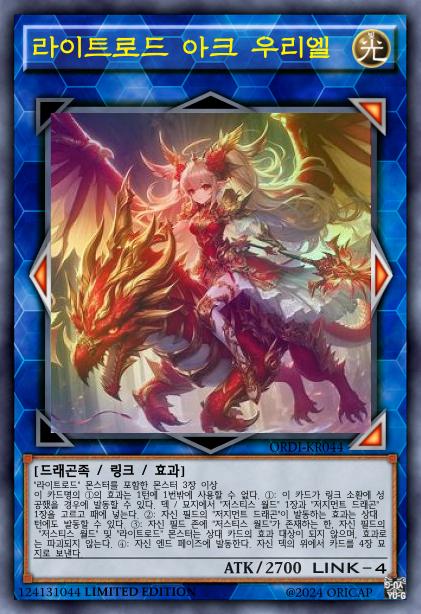 라이트로드 아크 우리엘
빛
光
ORDI-KR044
[드래곤족 / 링크 / 효과]
"라이트로드" 몬스터를 포함한 몬스터 3장 이상
이 카드명의 ①의 효과는 1턴에 1번밖에 사용할 수 없다. ①: 이 카드가 링크 소환에 성
공했을 경우에 발동할 수 있다. 덱 / 묘지에서 "저스티스 월드" 1장과 "저지먼트 드래곤"
1장을 고르고 패에 넣는다. ②: 자신 필드의 "저지먼트 드래곤"이 발동하는 효과는 상대
턴에도 발동할 수 있다. ③: 자신 필드 존에 "저스티스 월드"가 존재하는 한, 자신 필드의
"저스티스 월드" 및 "라이트로드" 몬스터는 상대 카드의 효과 대상이 되지 않으며, 효과로
는 파괴되지 않는다. ④: 자신 엔드 페이즈에 발동한다. 자신 덱의 위에서 카드를 4장 묘
지로 보낸다.
ATK/2700 LINK-4
124131044 LIMITED EDITION @2024 ORICAP